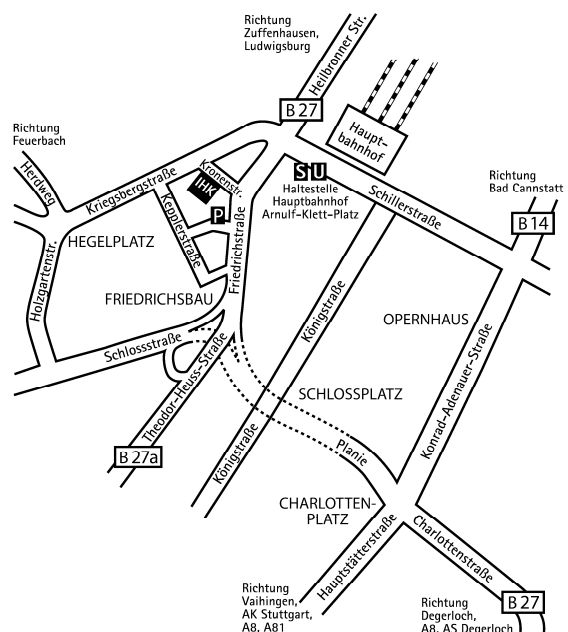 Richtung
Zuffenhausen,
Ludwigsburg
Heilbronner Str.
B 27
Haupt-
bahnhof
Richtung
Feuerbach
Herdweg
Kriegsbergstraße
Kronenstr.
IHK
P
Kepplerstraße
S U
Haltestelle
Hauptbahnhof
Arnulf-Klett-Platz
Schillerstraße
Richtung
Bad Cannstatt
B 14
HEGELPLATZ
Holzgartenstr.
Friedrichstraße
FRIEDRICHSBAU
Königstraße
OPERNHAUS
Schlossstraße
Theodor-Heuss-Straße
Konrad-Adenauer-Straße
SCHLOSSPLATZ
B 27a
Königstraße
Planie
CHARLOTTEN-
PLATZ
Hauptstätterstraße
Charlottenstraße
Richtung
Vaihingen,
AK Stuttgart,
A8, A81
Richtung
Degerloch,
A8, AS Degerloch
B 27